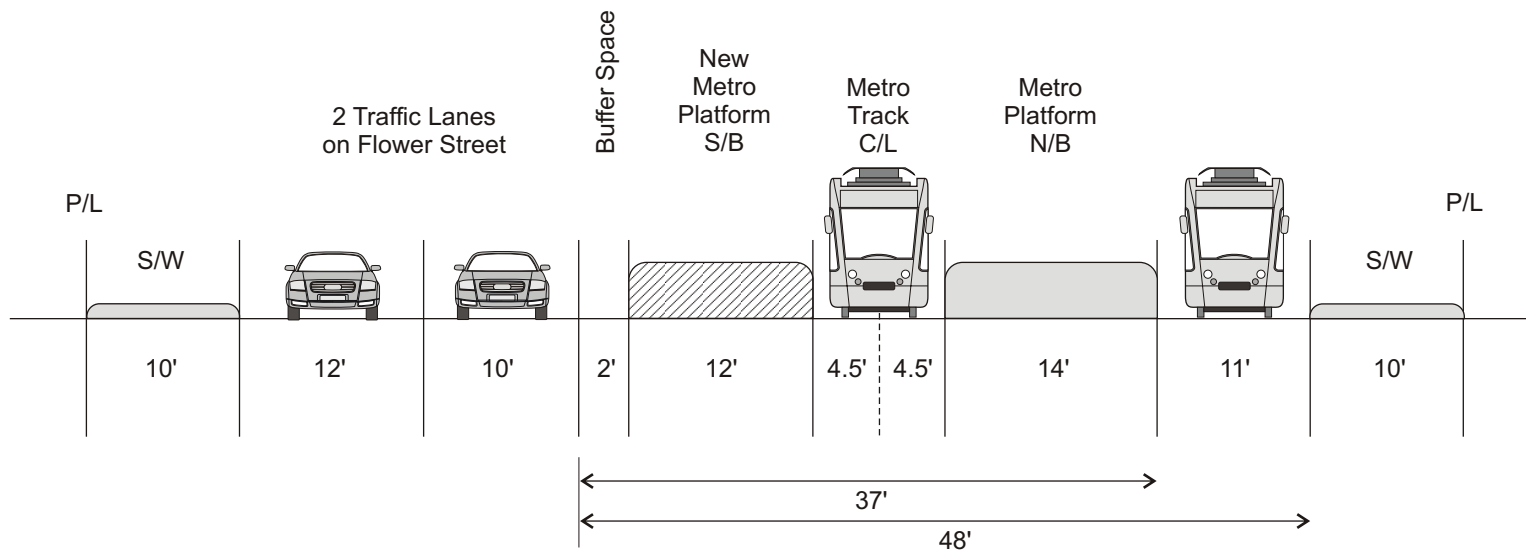 Buffer Space
New
Metro
Platform
S/B
Metro
Track
C/L
Metro
Platform
N/B
2 Traffic Lanes
on Flower Street
P/L
P/L
S/W
S/W
10'
12'
10'
2'
12'
4.5'
4.5'
14'
11'
10'
37'
48'